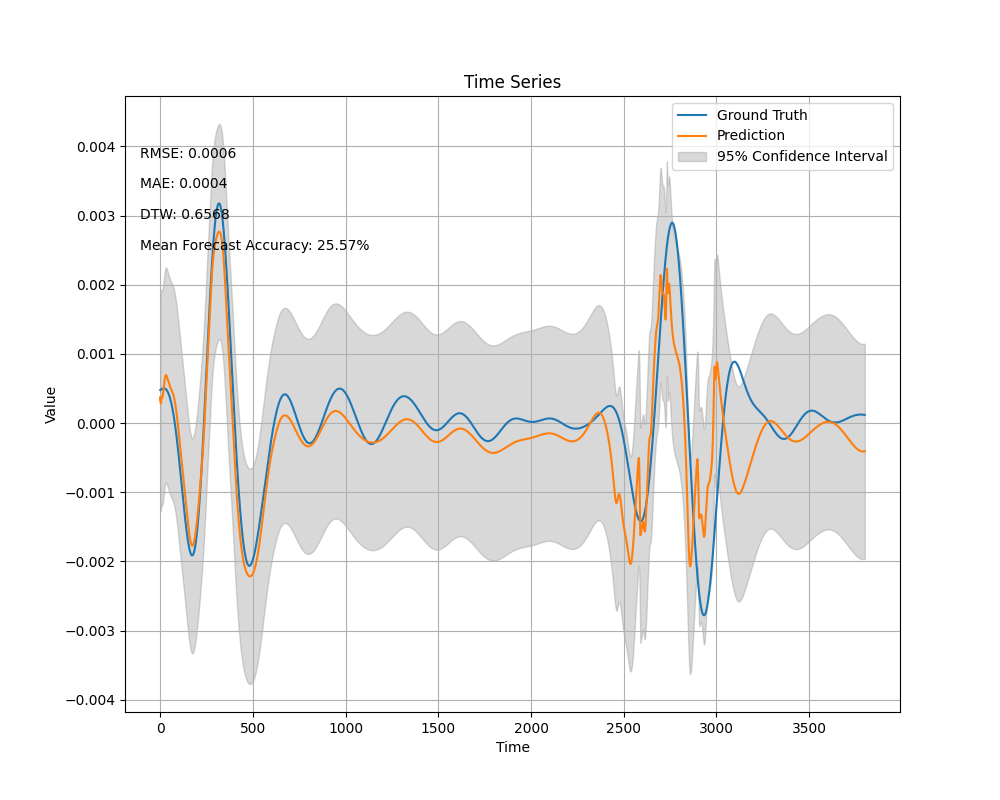 Time Series
Ground Truth
Prediction
95% Confidence Interval
RMSE: 0.0006
MAE: 0.0004
DTW: 0.6568
Mean Forecast Accuracy: 25.57%
0.004
0.003
0.002
0.001
0.000
−0.001
−0.002
−0.003
−0.004
Value
0 500 1000 1500 2000 2500 3000 3500
Time